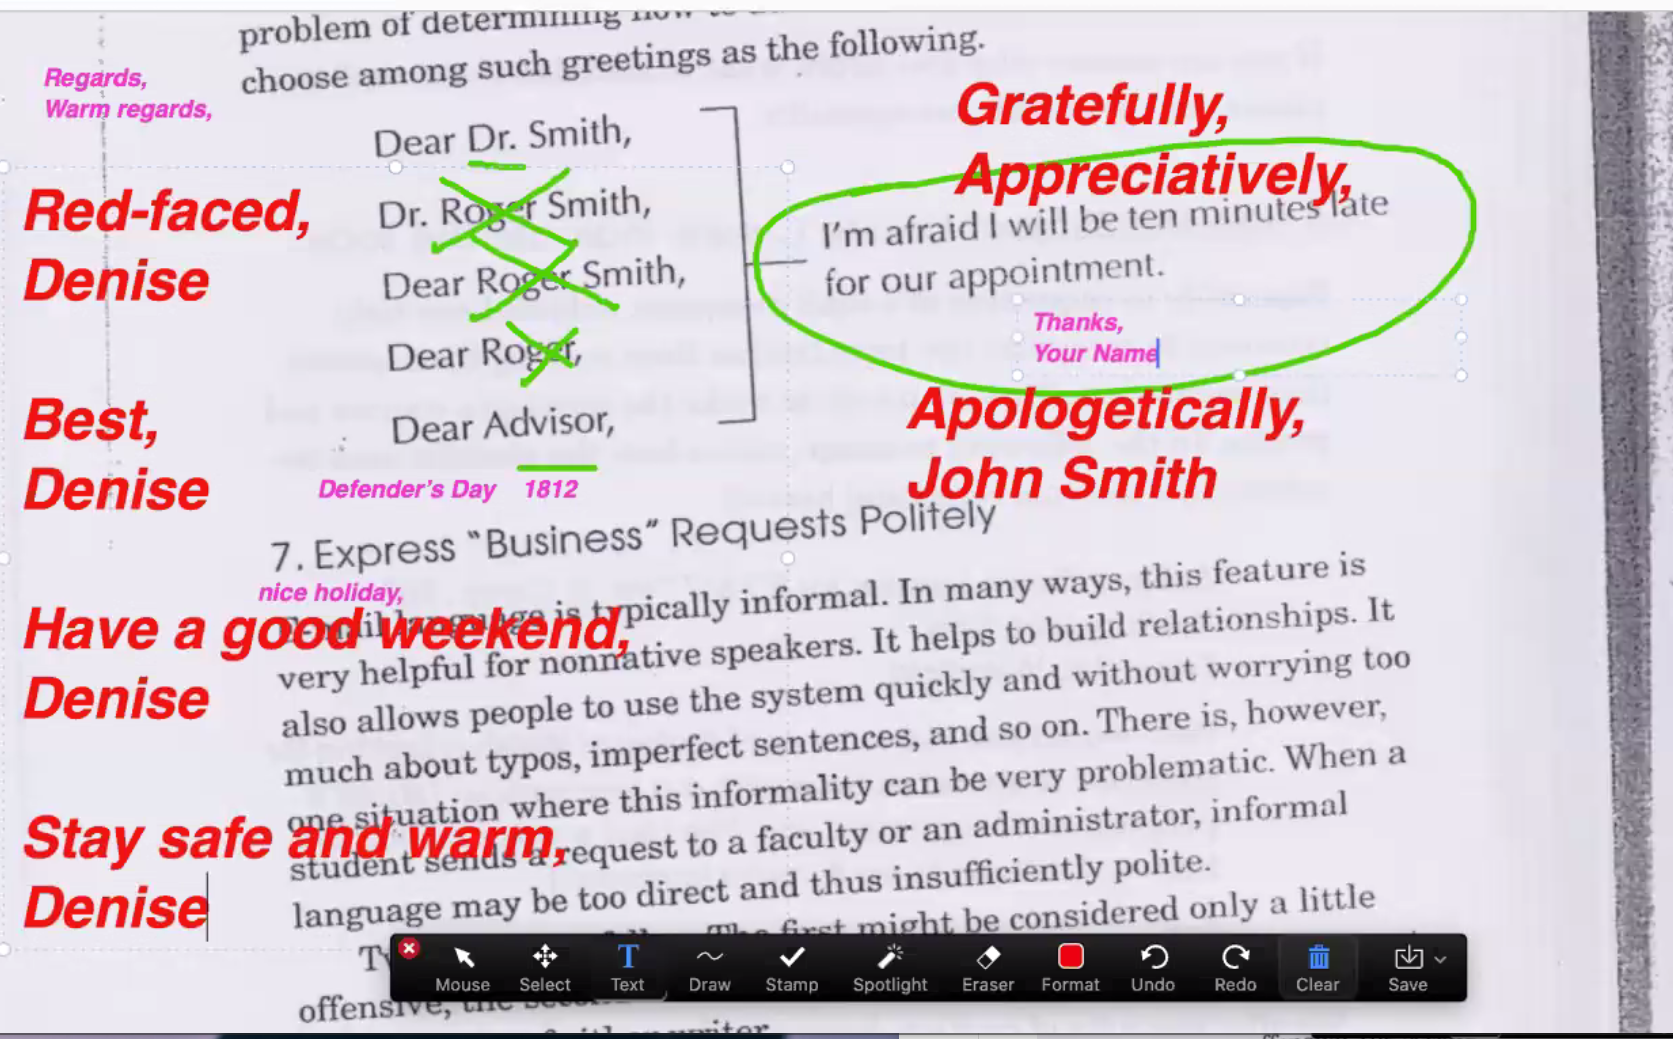 problem of determining how to
choose among such greetings as the following.
Regards,
Warm regards,
Dear Dr. Smith,
Dr. Roger Smith,
Dear Roger Smith,
Dear Roger,
Dear Advisor,
Gratefully,
Appreciatively,
I'm afraid I will be ten minutes late
for our appointment.
Thanks,
Your Name
Apologetically,
John Smith
Red-faced,
Denise
Best,
Denise
Defender's Day 1812
7. Express "Business" Requests Politely
nice holiday,
Have a good weekend,
Denise
E-mail language is typically informal. In many ways, this feature is
very helpful for nonnative speakers. It helps to build relationships. It
also allows people to use the system quickly and without worrying too
much about typos, imperfect sentences, and so on. There is, however,
one situation where this informality can be very problematic. When a
student sends a request to a faculty or an administrator, informal
language may be too direct and thus insufficiently polite.
Stay safe and warm,
Denise
The first might be considered only a little
offensive, the second
writer
Mouse
Select
T
Text
Draw
Stamp
Spotlight
Eraser
Format
Undo
Redo
Clear
Save